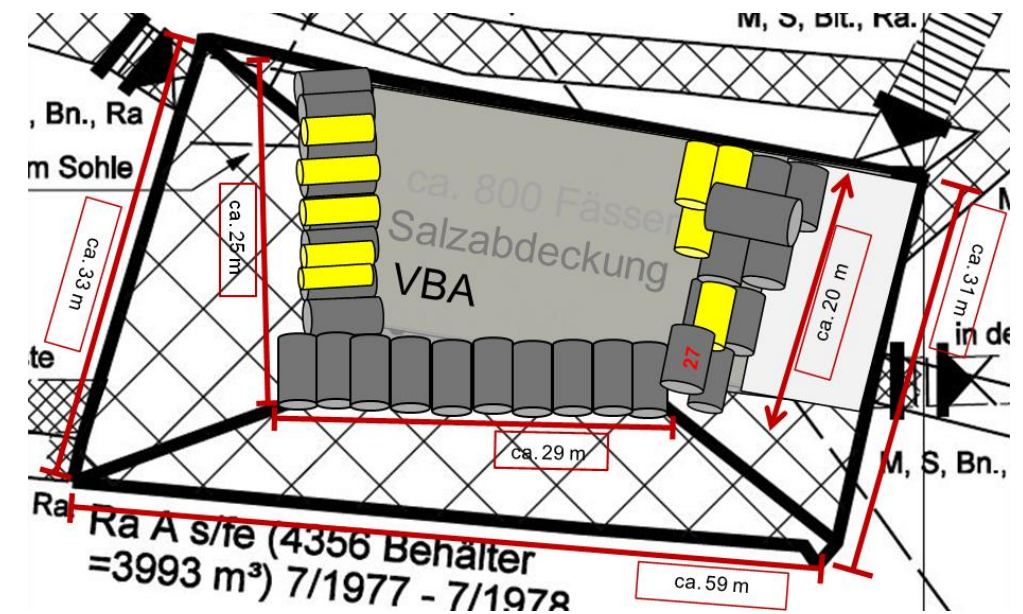 M, S, Bit., Ra.
, Bn., Ra
m Sohle
ca. 800 Fässer
Salzabdeckung
VBA
ca. 25 m
ca. 33 m
ca. 20 m
ca. 31 m
M
in de
27
te
ca. 29 m
M, S, Bn.,
Ra
Ra A s/fe (4356 Behälter
=3993 m³) 7/1977 - 7/1978
ca. 59 m